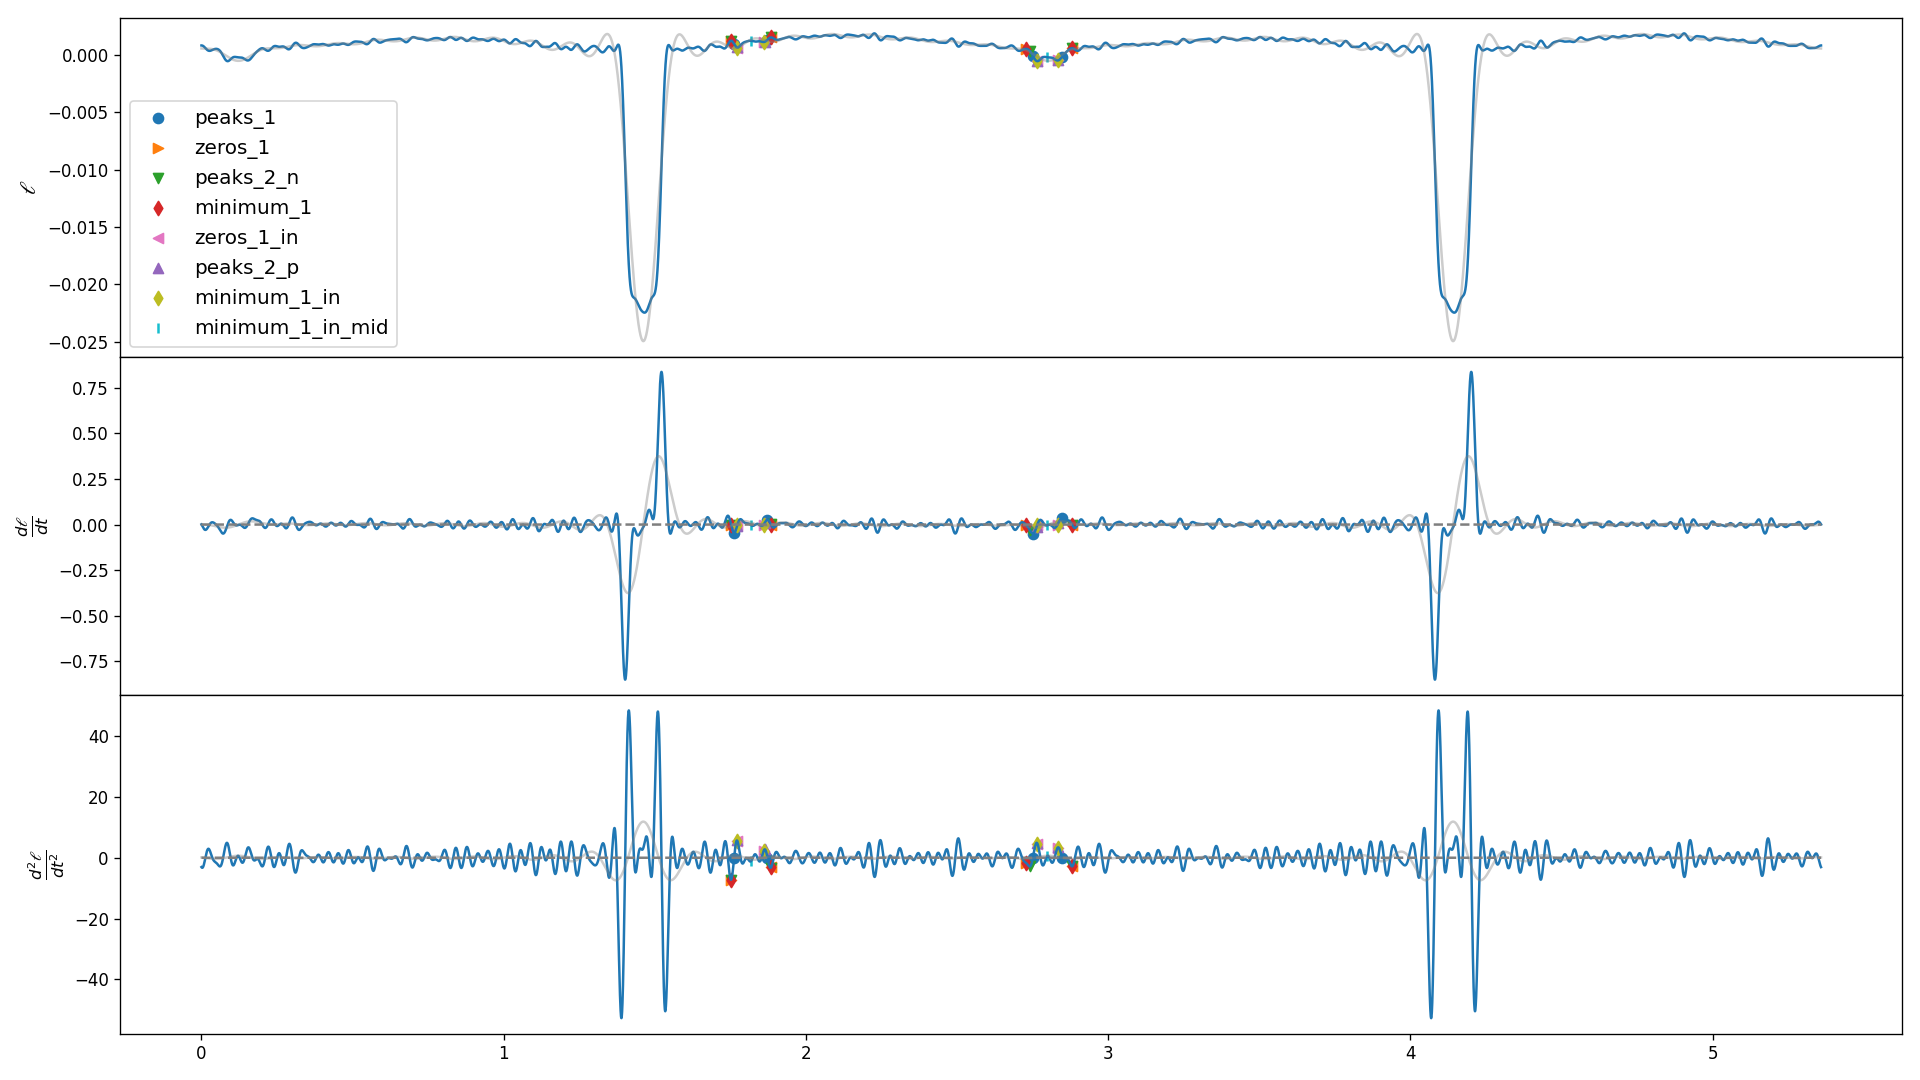 0.000
−0.005
−0.010
−0.015
−0.020
−0.025
ℓ
peaks_1
zeros_1
peaks_2_n
minimum_1
zeros_1_in
peaks_2_p
minimum_1_in
minimum_1_in_mid
0.75
0.50
0.25
0.00
−0.25
−0.50
−0.75
dℓ/dt
40
20
0
−20
−40
d²ℓ/dt²
0 1 2 3 4 5